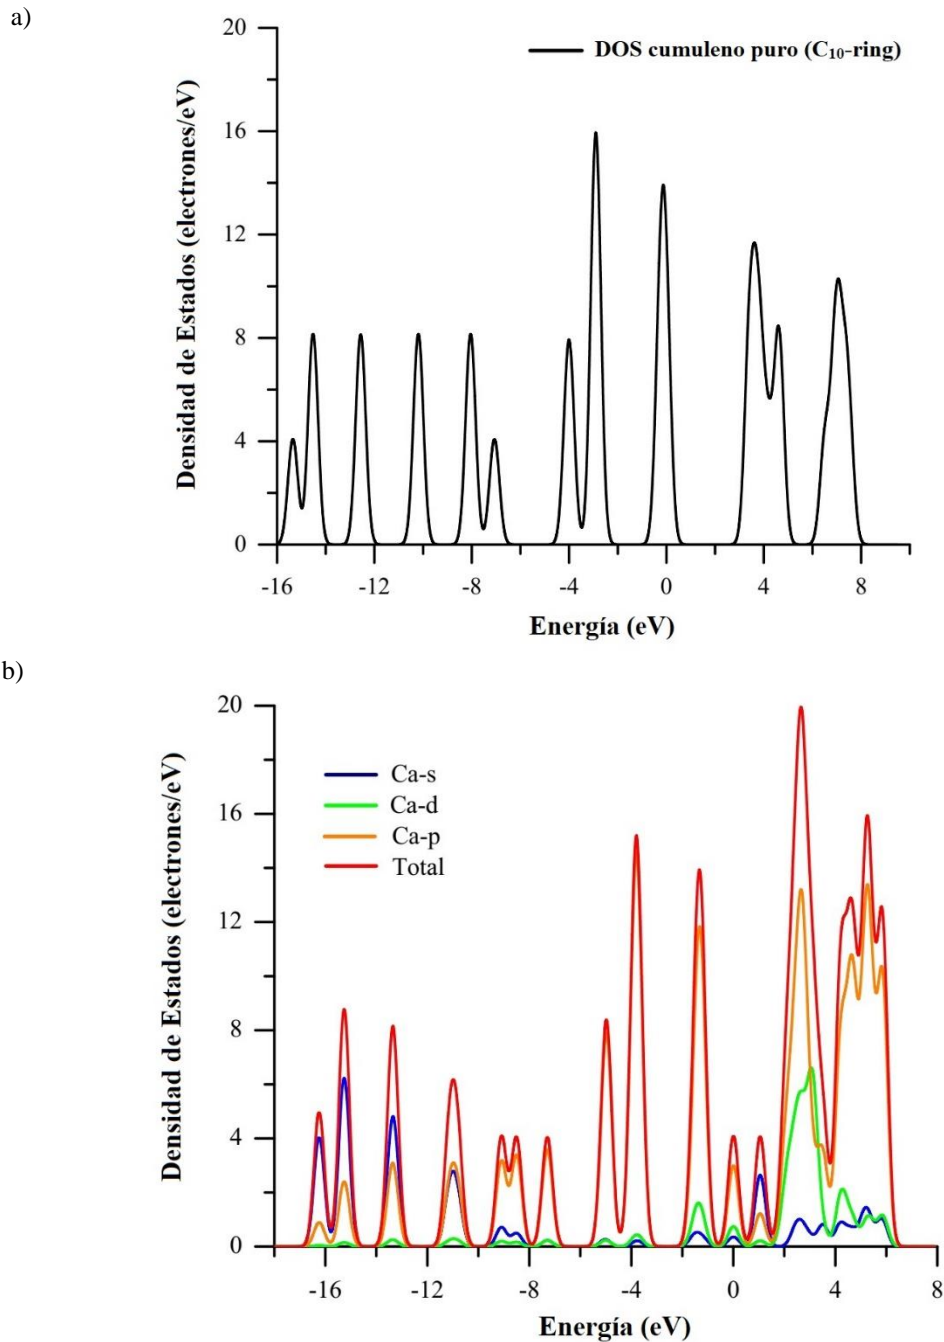 a)
DOS cumuleno puro (C₁₀-ring)
Densidad de Estados (electrones/eV)
20
16
12
8
4
0
-16 -12 -8 -4 0 4 8
Energía (eV)
b)
Ca-s
Ca-d
Ca-p
Total
Densidad de Estados (electrones/eV)
20
16
12
8
4
0
-16 -12 -8 -4 0 4 8
Energía (eV)